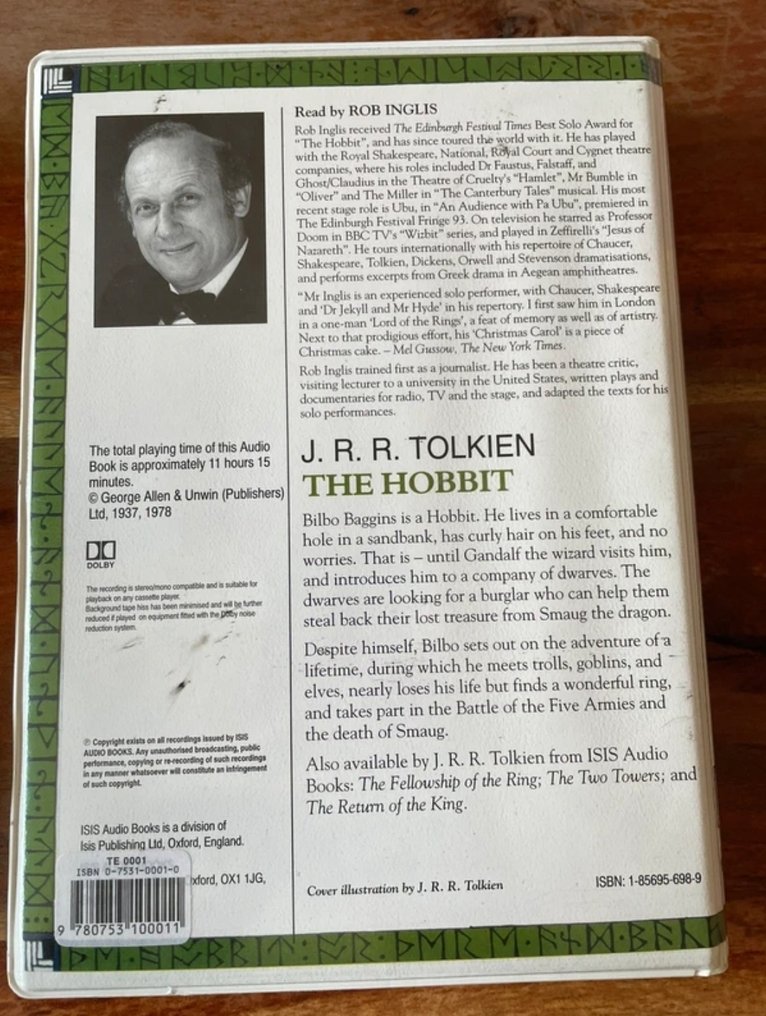 Read by ROB INGLIS
Rob Inglis received The Edinburgh Festival Times Best Solo Award for
"The Hobbit", and has since toured the world with it. He has played
with the Royal Shakespeare, National, Royal Court and Cygnet theatre
companies, where his roles included Dr Faustus, Falstaff, and
Ghost/Claudius in the Theatre of Cruelty's "Hamlet", Mr Bumble in
"Oliver" and The Miller in "The Canterbury Tales" musical. His most
recent stage role is Ubu, in "An Audience with Pa Ubu", premiered in
The Edinburgh Festival Fringe 93. On television he starred as Professor
Doom in BBC TV's "Wizbit" series, and played in Zeffirelli's "Jesus of
Nazareth". He tours internationally with his repertoire of Chaucer,
Shakespeare, Tolkien, Dickens, Orwell and Stevenson dramatisations,
and performs excerpts from Greek drama in Aegean amphitheatres.
"Mr Inglis is an experienced solo performer, with Chaucer, Shakespeare
and 'Dr Jekyll and Mr Hyde' in his repertory. I first saw him in London
in a one-man 'Lord of the Rings', a feat of memory as well as of artistry.
Next to that prodigious effort, his 'Christmas Carol' is a piece of
Christmas cake. – Mel Gussow, The New York Times.
Rob Inglis trained first as a journalist. He has been a theatre critic,
visiting lecturer to a university in the United States, written plays and
documentaries for radio, TV and the stage, and adapted the texts for his
solo performances.
The total playing time of this Audio
Book is approximately 11 hours 15
minutes.
© George Allen & Unwin (Publishers)
Ltd, 1937, 1978
DOLBY
The recording is stereo/mono compatible and is suitable for
playback on any cassette player.
Background tape hiss has been minimised and will be further
reduced if played on equipment fitted with the Dolby noise
reduction system.
℗ Copyright exists on all recordings issued by ISIS
AUDIO BOOKS. Any unauthorised broadcasting, public
performance, copying or re-recording of such recordings
in any manner whatsoever will constitute an infringement
of such copyright.
ISIS Audio Books is a division of
Isis Publishing Ltd, Oxford, England.
TE 0001
ISBN 0-7531-0001-0
9 780753 100011
xford, OX1 1JG,
J. R. R. TOLKIEN
THE HOBBIT
Bilbo Baggins is a Hobbit. He lives in a comfortable
hole in a sandbank, has curly hair on his feet, and no
worries. That is – until Gandalf the wizard visits him,
and introduces him to a company of dwarves. The
dwarves are looking for a burglar who can help them
steal back their lost treasure from Smaug the dragon.
Despite himself, Bilbo sets out on the adventure of a
lifetime, during which he meets trolls, goblins, and
elves, nearly loses his life but finds a wonderful ring,
and takes part in the Battle of the Five Armies and
the death of Smaug.
Also available by J. R. R. Tolkien from ISIS Audio
Books: The Fellowship of the Ring; The Two Towers; and
The Return of the King.
Cover illustration by J. R. R. Tolkien
ISBN: 1-85695-698-9